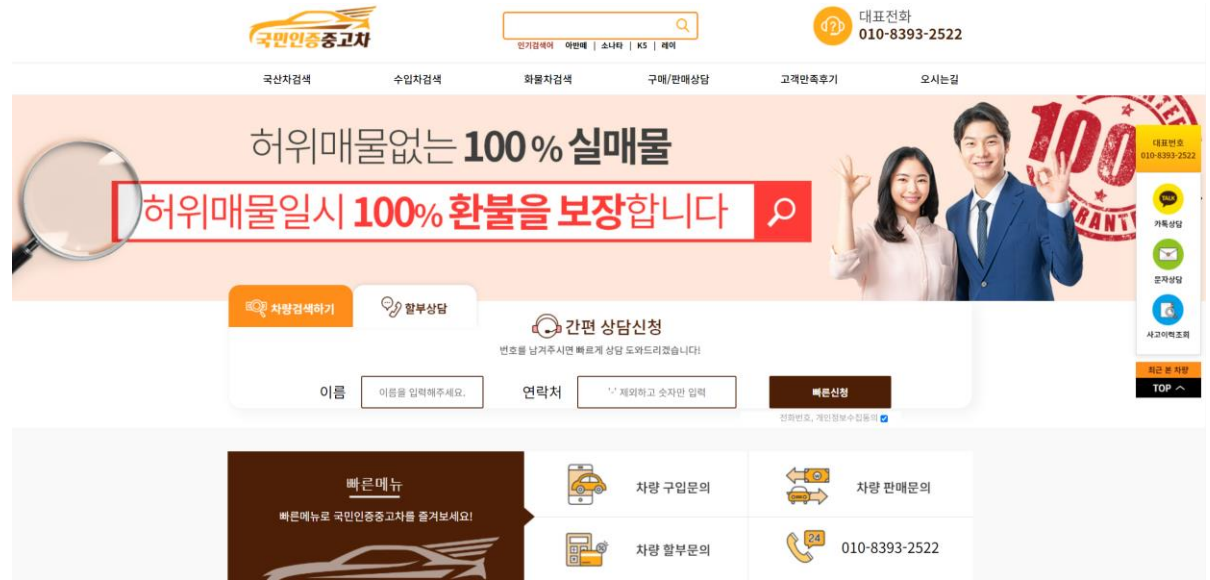 국민인증중고차
인기검색어 아반떼 | 소나타 | K5 | 레이
대표전화
010-8393-2522
국산차검색 수입차검색 화물차검색 구매/판매상담 고객만족후기 오시는길
허위매물없는 100% 실매물
허위매물일시 100% 환불을 보장합니다
100
대표번호
010-8393-2522
TALK
카톡상담
문자상담
사고이력조회
최근 본 차량
TOP
차량검색하기 할부상담
간편 상담신청
번호를 남겨주시면 빠르게 상담 도와드리겠습니다!
이름 이름을 입력해주세요. 연락처 '-' 제외하고 숫자만 입력 빠른신청
전화번호, 개인정보수집동의
빠른메뉴
빠른메뉴로 국민인증중고차를 즐겨보세요!
차량 구입문의 차량 판매문의
차량 할부문의 24 010-8393-2522